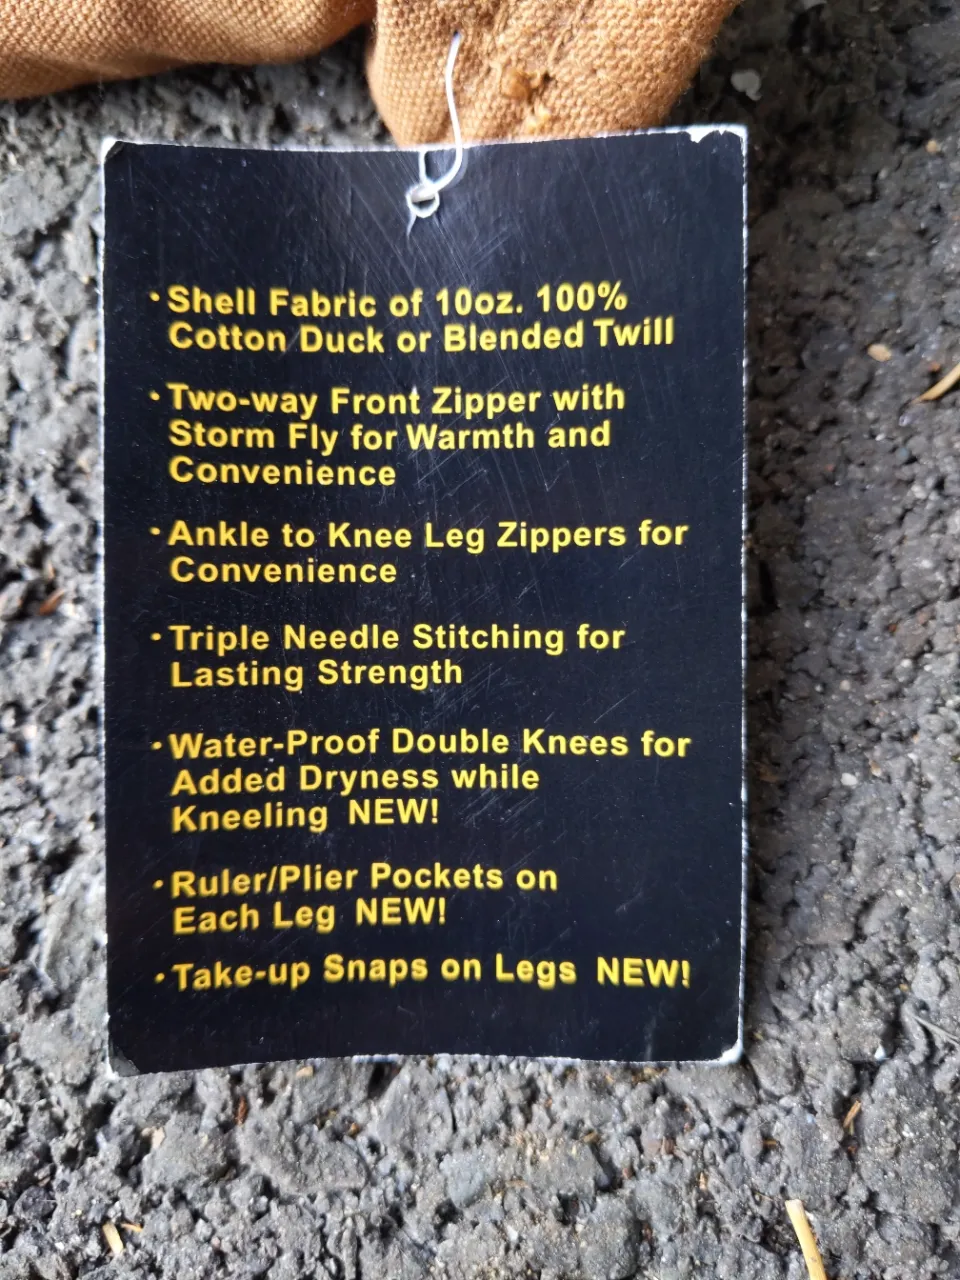 · Shell Fabric of 10oz. 100%
Cotton Duck or Blended Twill
· Two-way Front Zipper with
Storm Fly for Warmth and
Convenience
· Ankle to Knee Leg Zippers for
Convenience
· Triple Needle Stitching for
Lasting Strength
· Water-Proof Double Knees for
Added Dryness while
Kneeling NEW!
· Ruler/Plier Pockets on
Each Leg NEW!
· Take-up Snaps on Legs NEW!